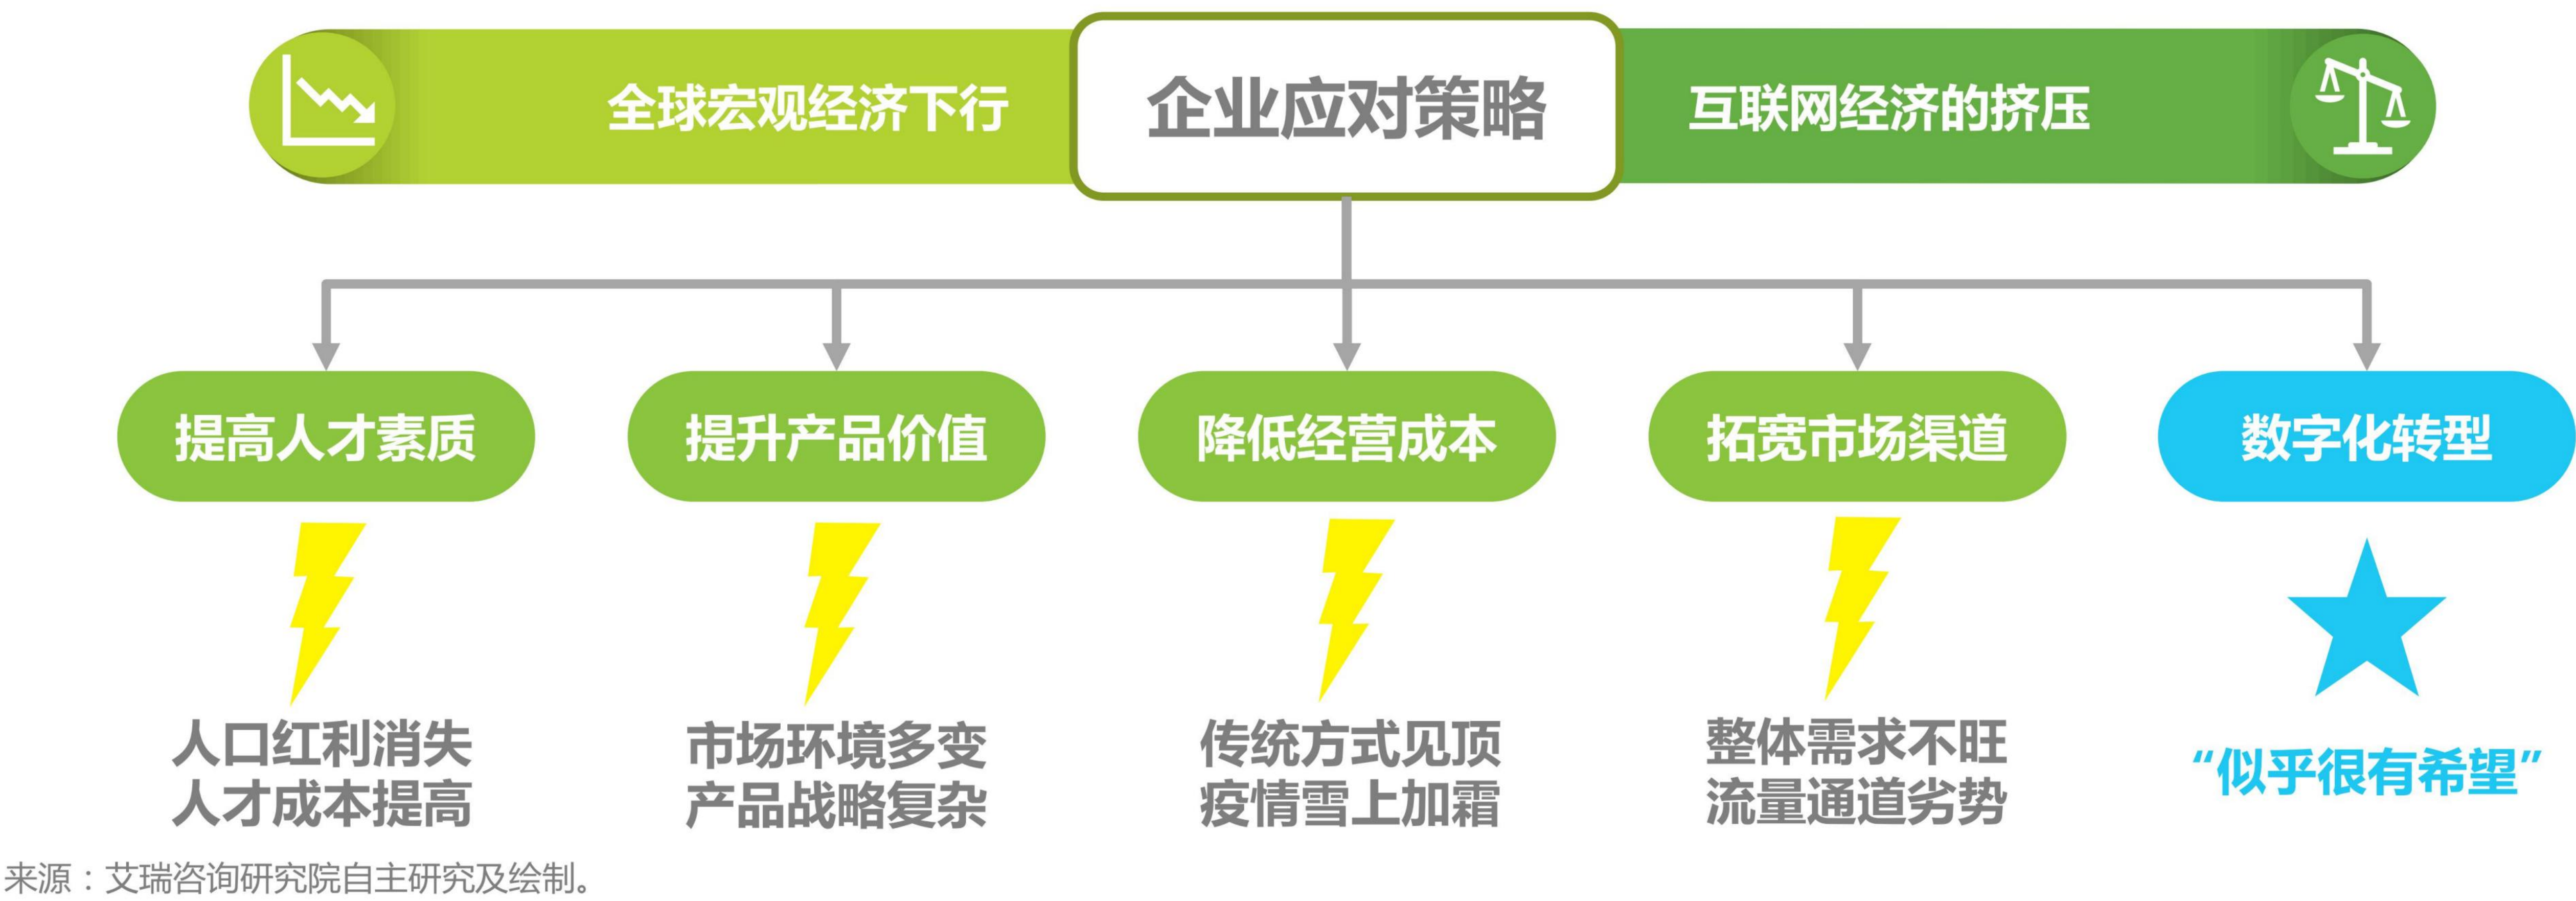 全球宏观经济下行
企业应对策略
互联网经济的挤压
提高人才素质
提升产品价值
降低经营成本
拓宽市场渠道
数字化转型
人口红利消失
人才成本提高
市场环境多变
产品战略复杂
传统方式见顶
疫情雪上加霜
整体需求不旺
流量通道劣势
“似乎很有希望”
来源：艾瑞咨询研究院自主研究及绘制。